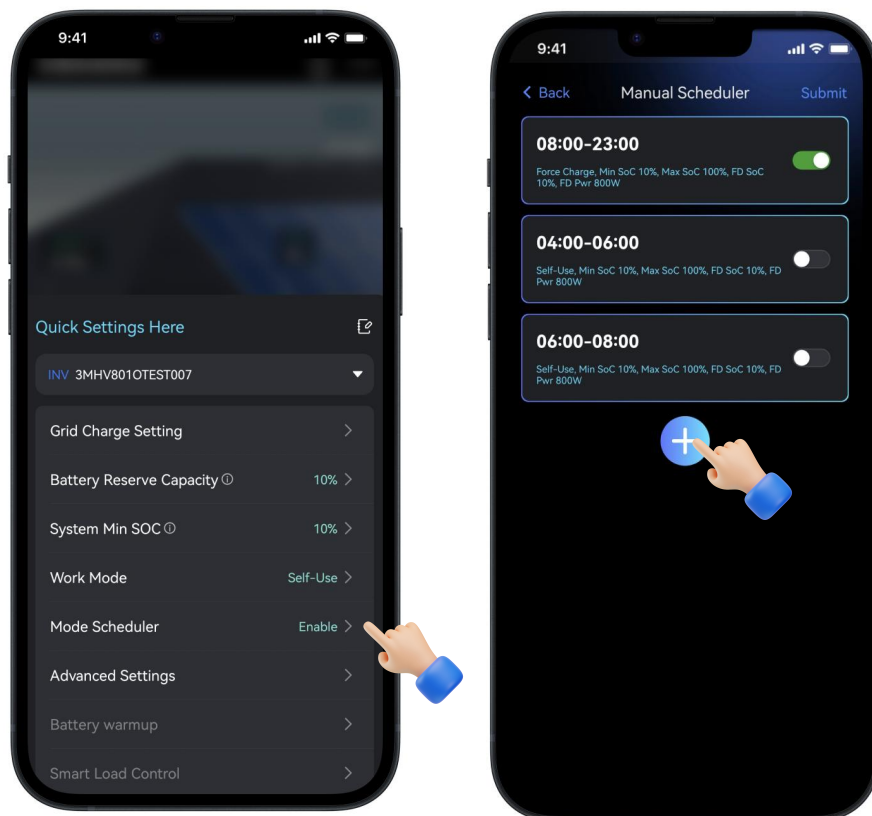 9:41
Quick Settings Here
INV 3MHV801OTEST007
Grid Charge Setting
Battery Reserve Capacity 10%
System Min SOC 10%
Work Mode Self-Use
Mode Scheduler Enable
Advanced Settings
Battery warmup
Smart Load Control
9:41
Back Manual Scheduler Submit
08:00-23:00
Force Charge, Min SoC 10%, Max SoC 100%, FD SoC
10%, FD Pwr 800W
04:00-06:00
Self-Use, Min SoC 10%, Max SoC 100%, FD SoC 10%, FD
Pwr 800W
06:00-08:00
Self-Use, Min SoC 10%, Max SoC 100%, FD SoC 10%, FD
Pwr 800W